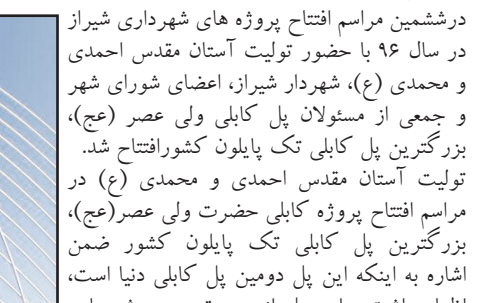 درششمین مراسم افتتاح پروژه های شهرداری شیراز
در سال ۹۶ با حضور تولیت آستان مقدس احمدی
و محمدی (ع)، شهردار شیراز، اعضای شورای شهر
و جمعی از مسئولان پل کابلی ولی عصر (عج)،
بزرگترین پل کابلی تک پایلون کشورافتتاح شد.
تولیت آستان مقدس احمدی و محمدی (ع) در
مراسم افتتاح پروژه کابلی حضرت ولی عصر(عج)،
بزرگترین پل کابلی تک پایلون کشور ضمن
اشاره به اینکه این پل دومین پل کابلی دنیا است،